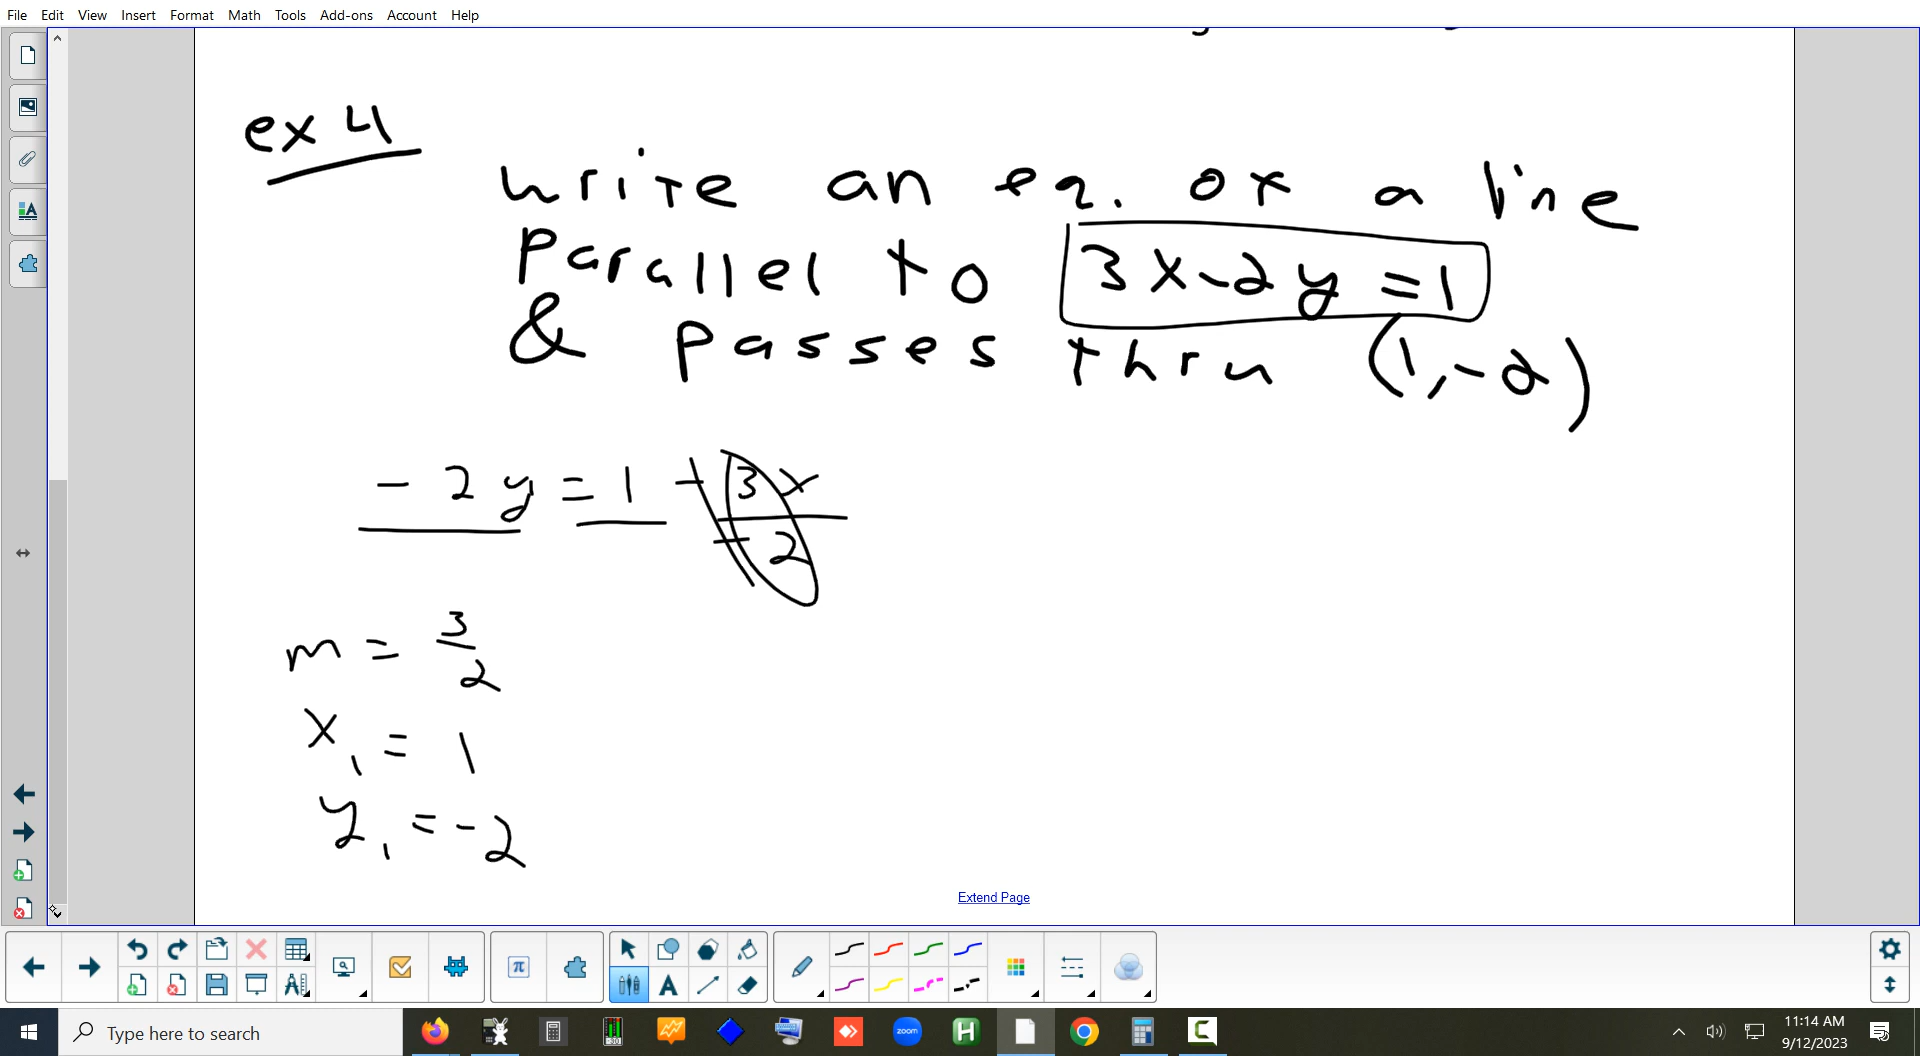 File Edit View Insert Format Math Tools Add-ons Account Help
ex 4
write an eq. of a line
parallel to 3x-2y=1
& passes thru (1,-2)
-2y = 1 - 3x
-2
m = 3/2
x₁ = 1
y₁ = -2
Extend Page
π
A
Type here to search
zoom
H
C
11:14 AM
9/12/2023